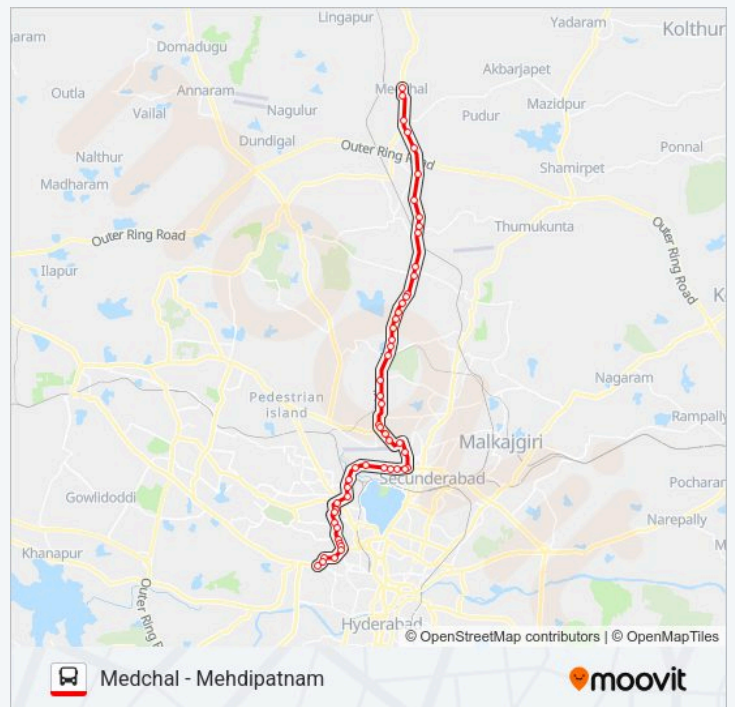 Lingapur
Yadaram
Kolthur
aram
Domadugu
Akbarjapet
Outla
Annaram
Medchal
Vailal
Nagulur
Pudur
Mazidpur
Dundigal
Outer Ring Road
Ponnal
Nalthur
Shamirpet
Madharam
Thumukunta
Outer Ring Road
Outer Ring Road
Ilapur
K
Nagaram
Pedestrian
island
Rampally
Malkajgiri
Gowlidoddi
Secunderabad
Pocharar
Narepally
Khanapur
M
Outer Ring R
Hyderabad
© OpenStreetMap contributors | © OpenMapTiles
Medchal - Mehdipatnam
moovit